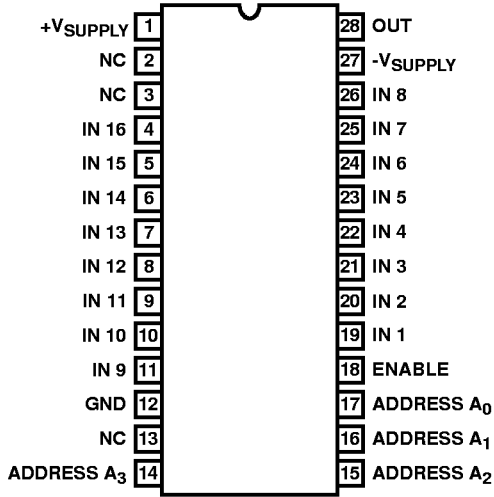 +VSUPPLY 1 28 OUT
NC 2 27 -VSUPPLY
NC 3 26 IN 8
IN 16 4 25 IN 7
IN 15 5 24 IN 6
IN 14 6 23 IN 5
IN 13 7 22 IN 4
IN 12 8 21 IN 3
IN 11 9 20 IN 2
IN 10 10 19 IN 1
IN 9 11 18 ENABLE
GND 12 17 ADDRESS A0
NC 13 16 ADDRESS A1
ADDRESS A3 14 15 ADDRESS A2